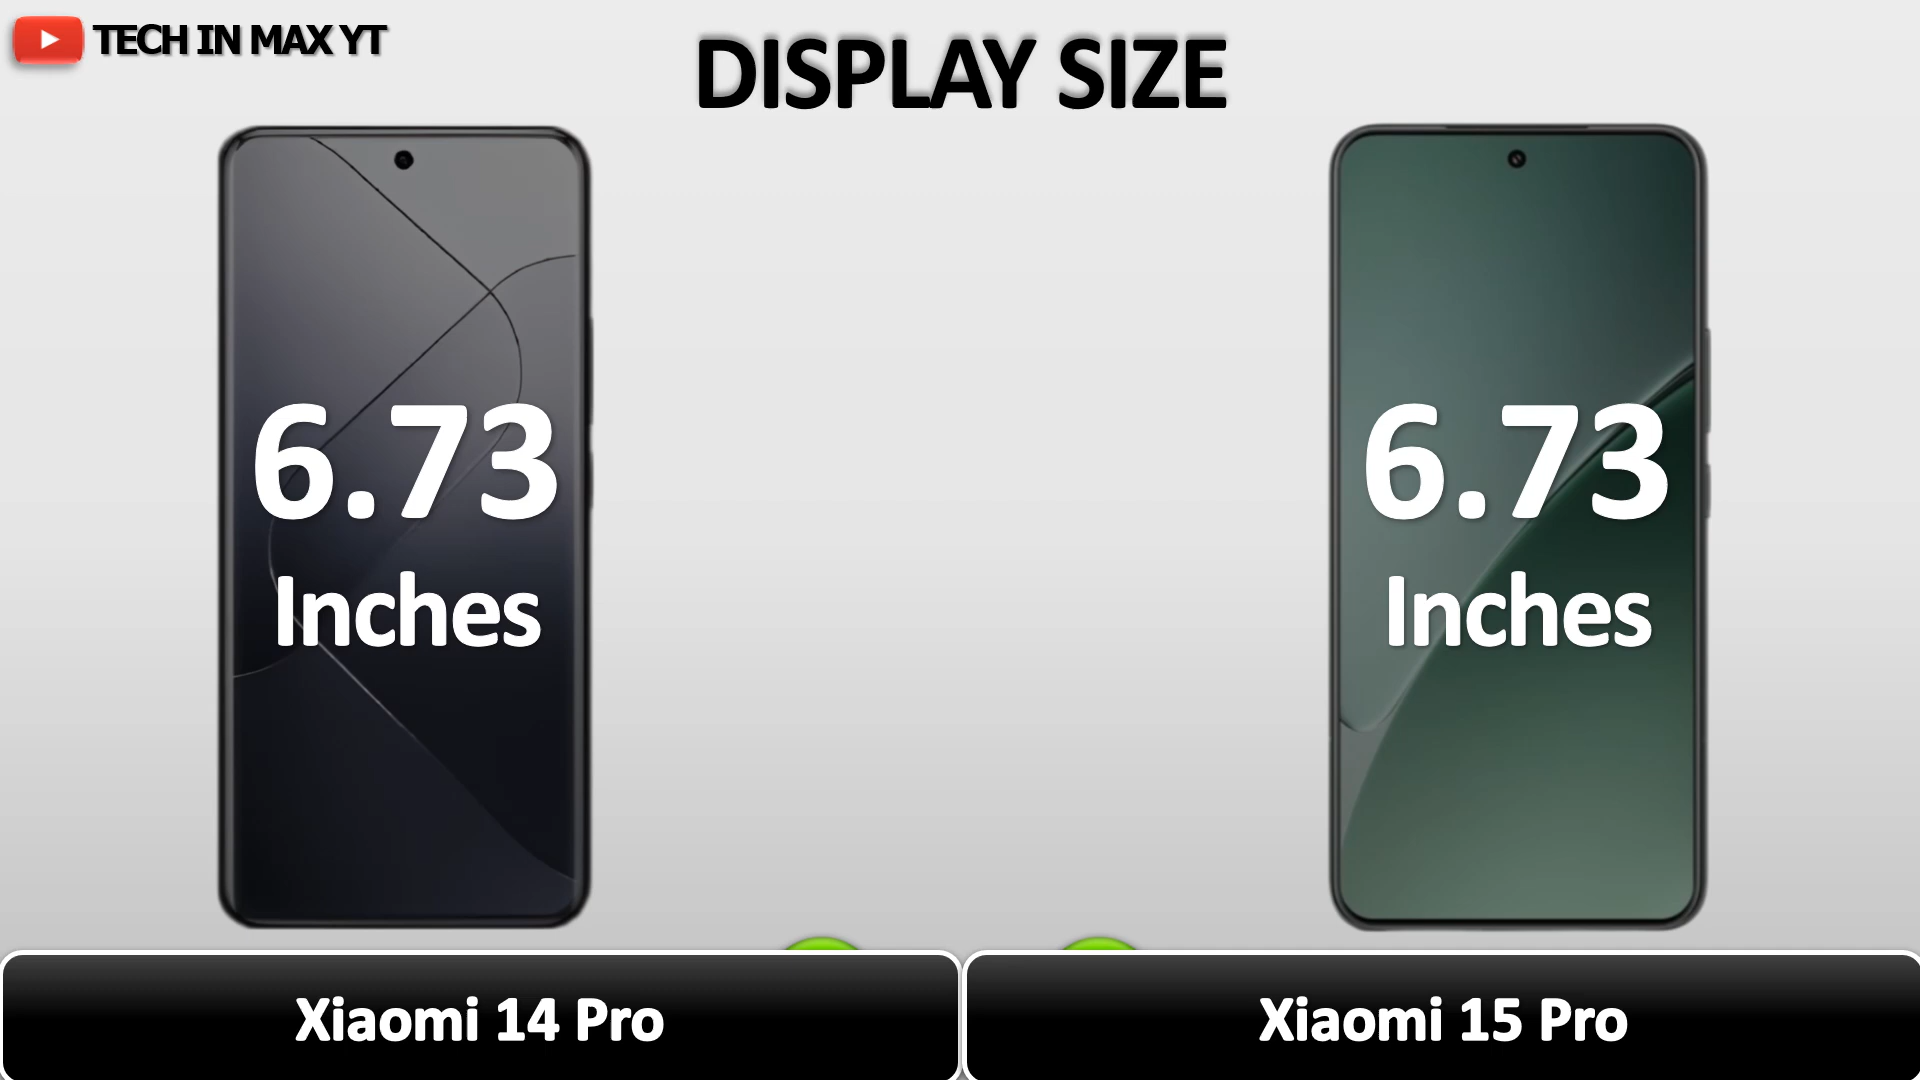 TECH IN MAX YT
DISPLAY SIZE
6.73
Inches
6.73
Inches
Xiaomi 14 Pro
Xiaomi 15 Pro